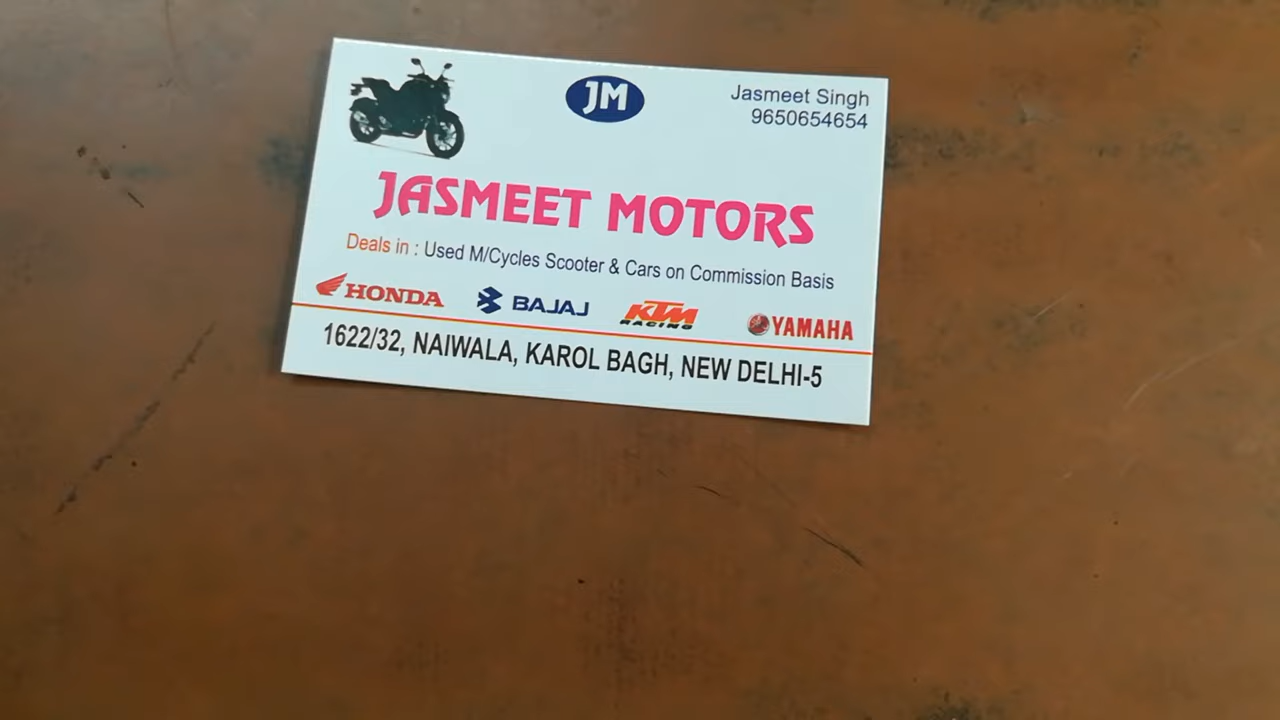 JM
Jasmeet Singh
9650654654
JASMEET MOTORS
Deals in : Used M/Cycles Scooter & Cars on Commission Basis
HONDA BAJAJ KTM RACING YAMAHA
1622/32, NAIWALA, KAROL BAGH, NEW DELHI-5